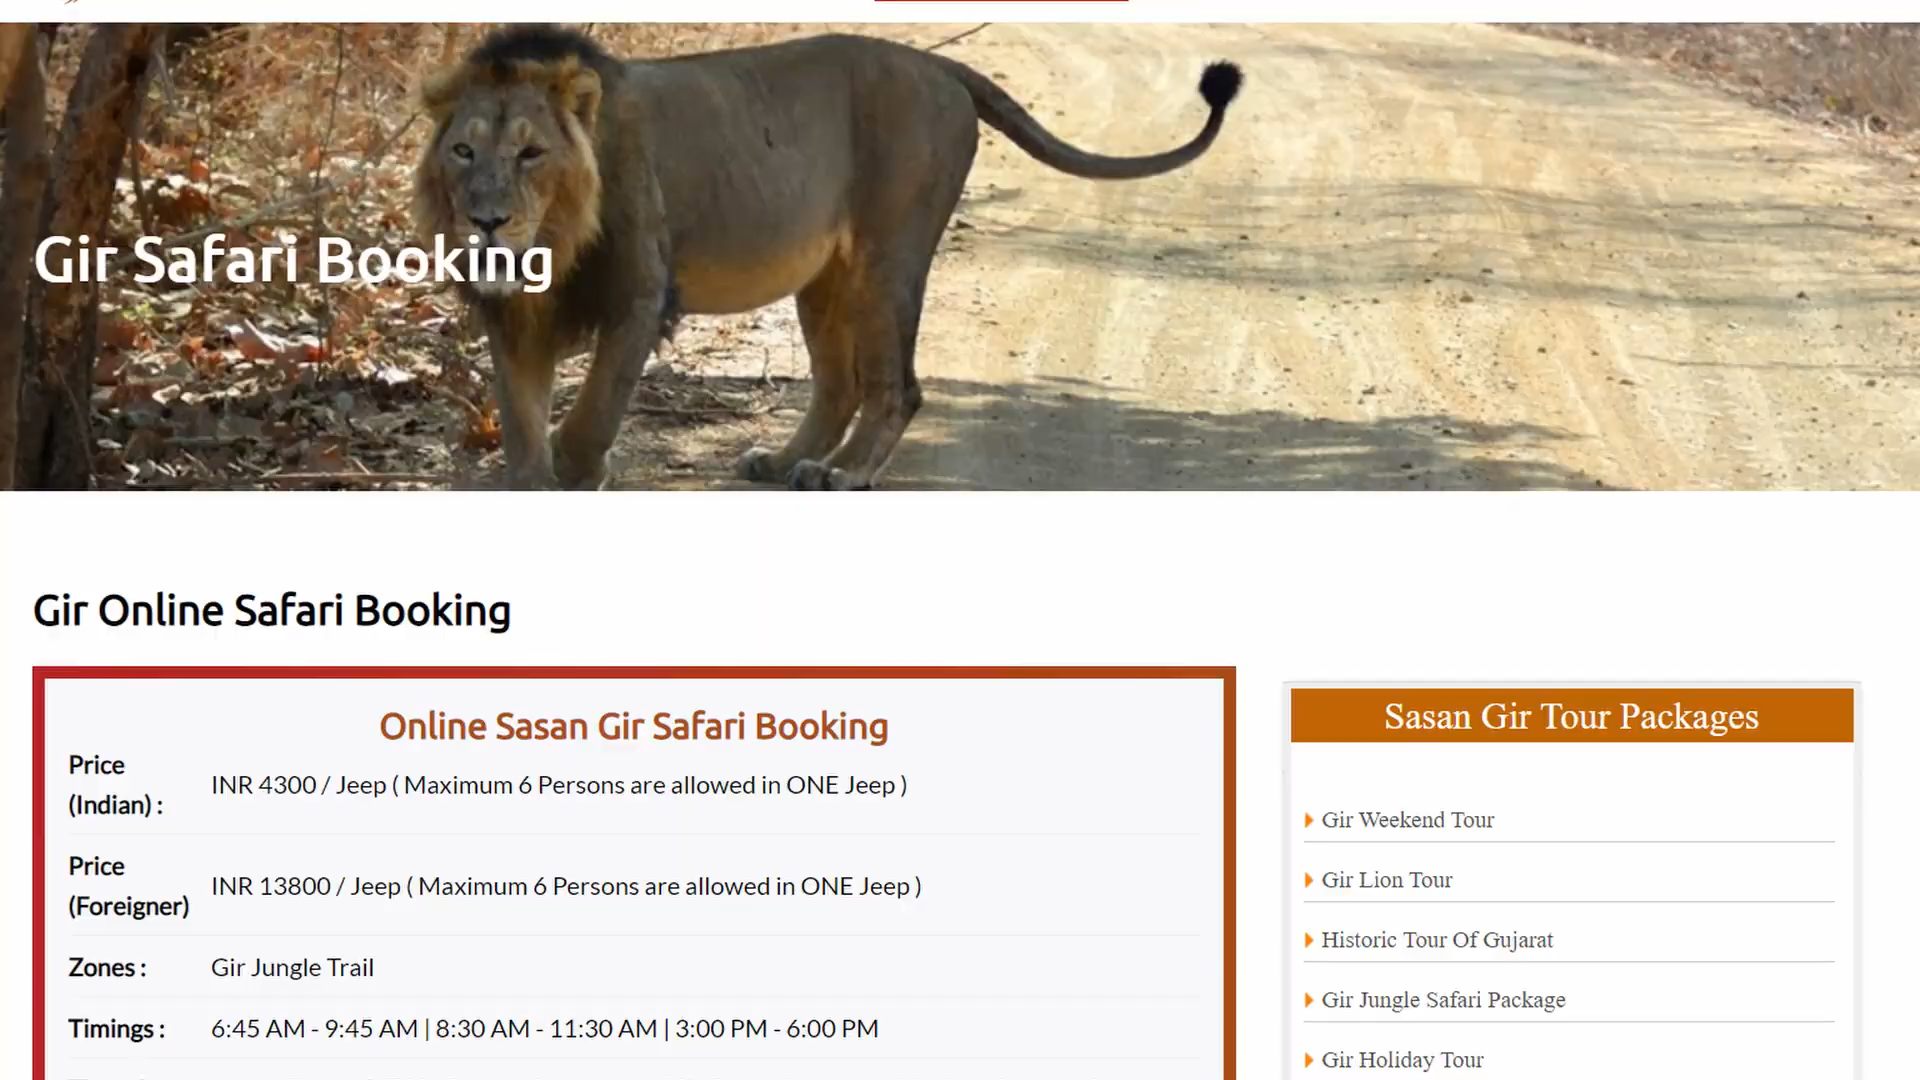 Gir Safari Booking
Gir Online Safari Booking
Online Sasan Gir Safari Booking
Price
(Indian) :
INR 4300 / Jeep ( Maximum 6 Persons are allowed in ONE Jeep )
Price
(Foreigner)
INR 13800 / Jeep ( Maximum 6 Persons are allowed in ONE Jeep )
Zones :
Gir Jungle Trail
Timings :
6:45 AM - 9:45 AM | 8:30 AM - 11:30 AM | 3:00 PM - 6:00 PM
Sasan Gir Tour Packages
Gir Weekend Tour
Gir Lion Tour
Historic Tour Of Gujarat
Gir Jungle Safari Package
Gir Holiday Tour